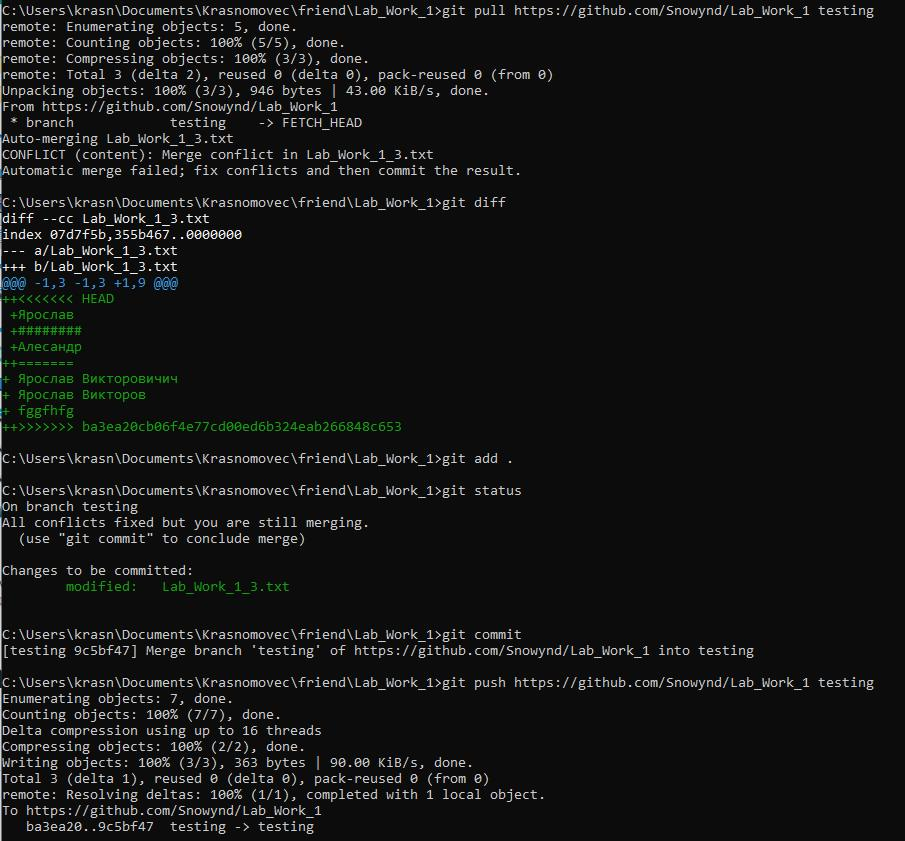 C:\Users\krasn\Documents\Krasnomovec\friend\Lab_Work_1>git pull https://github.com/Snowynd/Lab_Work_1 testing
remote: Enumerating objects: 5, done.
remote: Counting objects: 100% (5/5), done.
remote: Compressing objects: 100% (3/3), done.
remote: Total 3 (delta 2), reused 0 (delta 0), pack-reused 0 (from 0)
Unpacking objects: 100% (3/3), 946 bytes | 43.00 KiB/s, done.
From https://github.com/Snowynd/Lab_Work_1
 * branch            testing    -> FETCH_HEAD
Auto-merging Lab_Work_1_3.txt
CONFLICT (content): Merge conflict in Lab_Work_1_3.txt
Automatic merge failed; fix conflicts and then commit the result.
C:\Users\krasn\Documents\Krasnomovec\friend\Lab_Work_1>git diff
diff --cc Lab_Work_1_3.txt
index 07d7f5b,355b467..0000000
--- a/Lab_Work_1_3.txt
+++ b/Lab_Work_1_3.txt
@@@ -1,3 -1,3 +1,9 @@@
++<<<<<<< HEAD
 +Ярослав
 +########
 +Алесандр
++=======
+ Ярослав Викторовичич
+ Ярослав Викторов
+ fggfhfg
++>>>>>>> ba3ea20cb06f4e77cd00ed6b324eab266848c653
C:\Users\krasn\Documents\Krasnomovec\friend\Lab_Work_1>git add .
C:\Users\krasn\Documents\Krasnomovec\friend\Lab_Work_1>git status
On branch testing
All conflicts fixed but you are still merging.
  (use "git commit" to conclude merge)
Changes to be committed:
        modified:   Lab_Work_1_3.txt
C:\Users\krasn\Documents\Krasnomovec\friend\Lab_Work_1>git commit
[testing 9c5bf47] Merge branch 'testing' of https://github.com/Snowynd/Lab_Work_1 into testing
C:\Users\krasn\Documents\Krasnomovec\friend\Lab_Work_1>git push https://github.com/Snowynd/Lab_Work_1 testing
Enumerating objects: 7, done.
Counting objects: 100% (7/7), done.
Delta compression using up to 16 threads
Compressing objects: 100% (2/2), done.
Writing objects: 100% (3/3), 363 bytes | 90.00 KiB/s, done.
Total 3 (delta 1), reused 0 (delta 0), pack-reused 0 (from 0)
remote: Resolving deltas: 100% (1/1), completed with 1 local object.
To https://github.com/Snowynd/Lab_Work_1
   ba3ea20..9c5bf47  testing -> testing